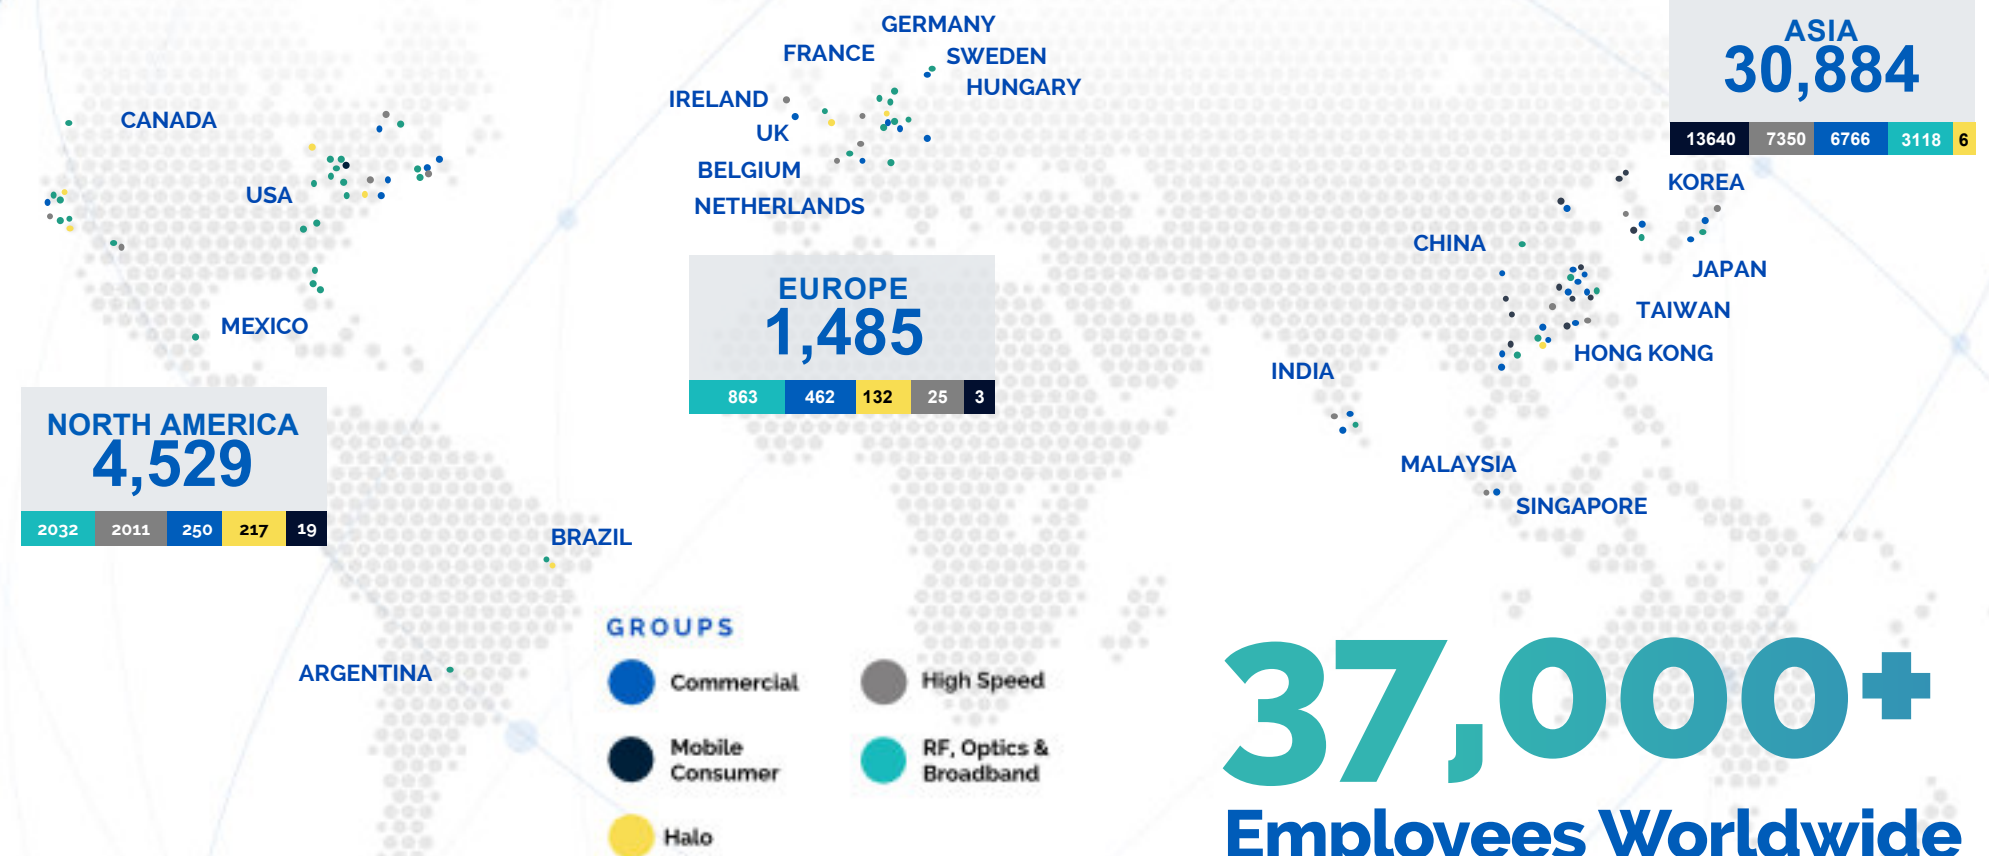 GERMANY
FRANCE
SWEDEN
HUNGARY
IRELAND
UK
BELGIUM
NETHERLANDS
CANADA
USA
MEXICO
ASIA
30,884
13640 7350 6766 3118 6
KOREA
CHINA
JAPAN
TAIWAN
HONG KONG
INDIA
MALAYSIA
SINGAPORE
EUROPE
1,485
863 462 132 25 3
NORTH AMERICA
4,529
2032 2011 250 217 19
BRAZIL
ARGENTINA
GROUPS
Commercial
High Speed
Mobile
Consumer
RF, Optics &
Broadband
Halo
37,000+
Employees Worldwide